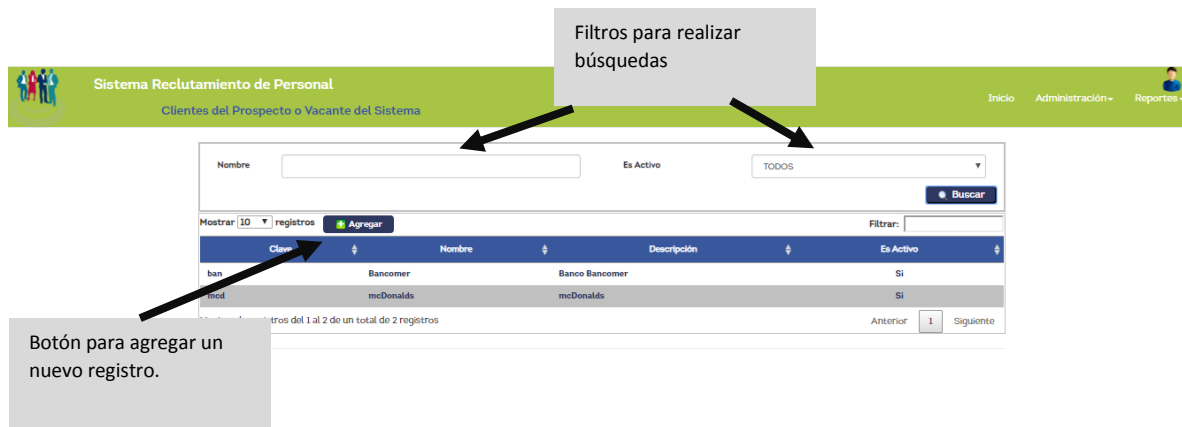 Filtros para realizar
búsquedas
Sistema Reclutamiento de Personal
Clientes del Prospecto o Vacante del Sistema
Inicio Administración Reportes
Nombre Es Activo TODOS
Buscar
Mostrar 10 registros Agregar Filtrar:
Clave Nombre Descripción Es Activo
ban Bancomer Banco Bancomer Si
mcd mcDonalds mcDonalds Si
del 1 al 2 de un total de 2 registros Anterior 1 Siguiente
Botón para agregar un
nuevo registro.